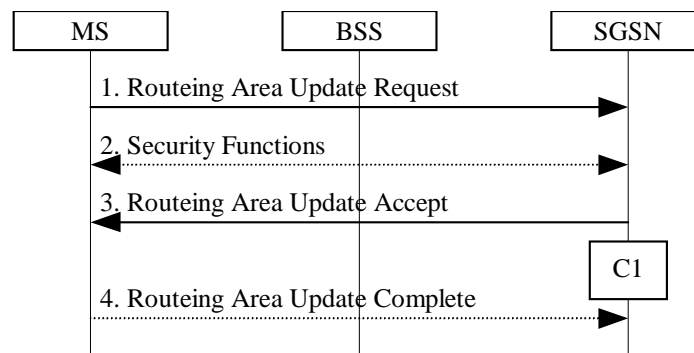 MS BSS SGSN
1. Routeing Area Update Request
2. Security Functions
3. Routeing Area Update Accept
C1
4. Routeing Area Update Complete